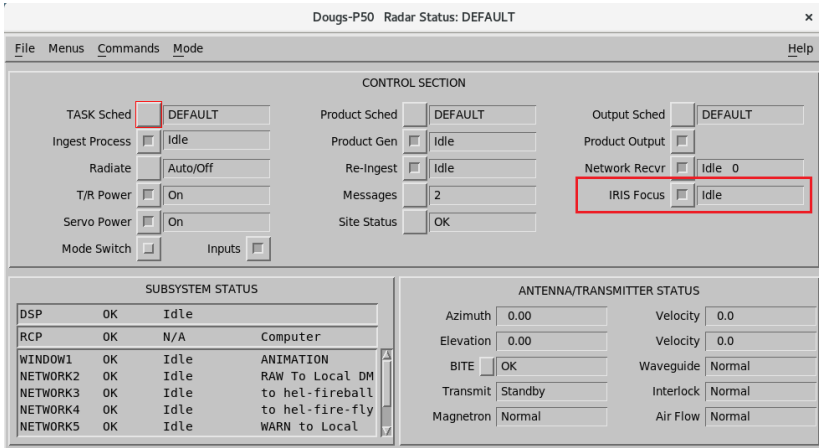 Dougs-P50 Radar Status: DEFAULT ×
File Menus Commands Mode Help
CONTROL SECTION
TASK Sched DEFAULT Product Sched DEFAULT Output Sched DEFAULT
Ingest Process Idle Product Gen Idle Product Output
Radiate Auto/Off Re-Ingest Idle Network Recvr Idle 0
T/R Power On Messages 2 IRIS Focus Idle
Servo Power On Site Status OK
Mode Switch Inputs
SUBSYSTEM STATUS
DSP OK Idle
RCP OK N/A Computer
WINDOW1 OK Idle ANIMATION
NETWORK2 OK Idle RAW To Local DM
NETWORK3 OK Idle to hel-fireball
NETWORK4 OK Idle to hel-fire-fly
NETWORK5 OK Idle WARN to Local
ANTENNA/TRANSMITTER STATUS
Azimuth 0.00 Velocity 0.0
Elevation 0.00 Velocity 0.0
BITE OK Waveguide Normal
Transmit Standby Interlock Normal
Magnetron Normal Air Flow Normal